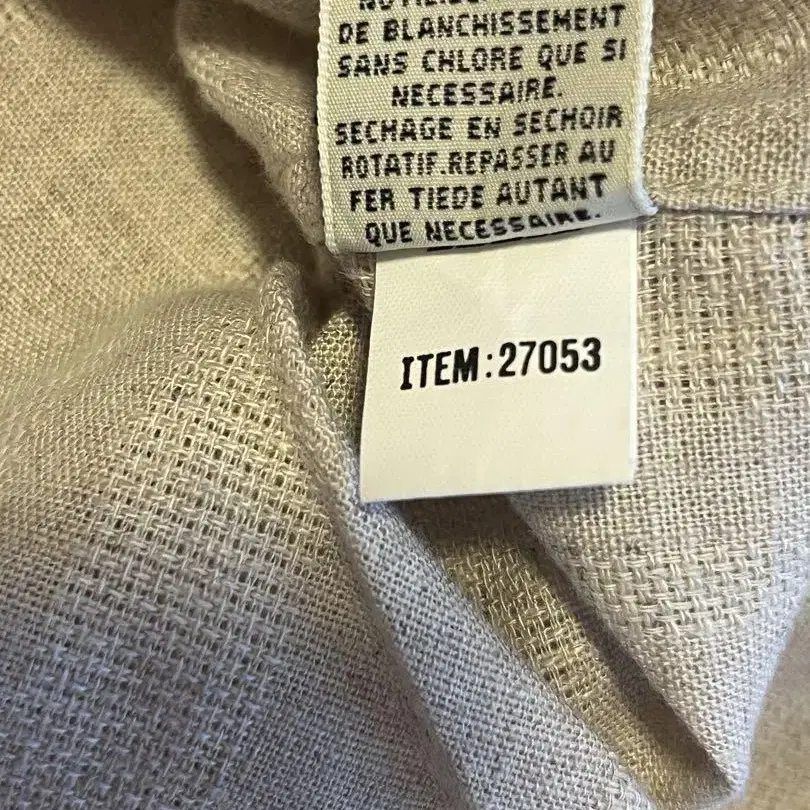 DE BLANCHISSEMENT
SANS CHLORE QUE SI
NECESSAIRE.
SECHAGE EN SECHOIR
ROTATIF.REPASSER AU
FER TIEDE AUTANT
QUE NECESSAIRE.
ITEM:27053